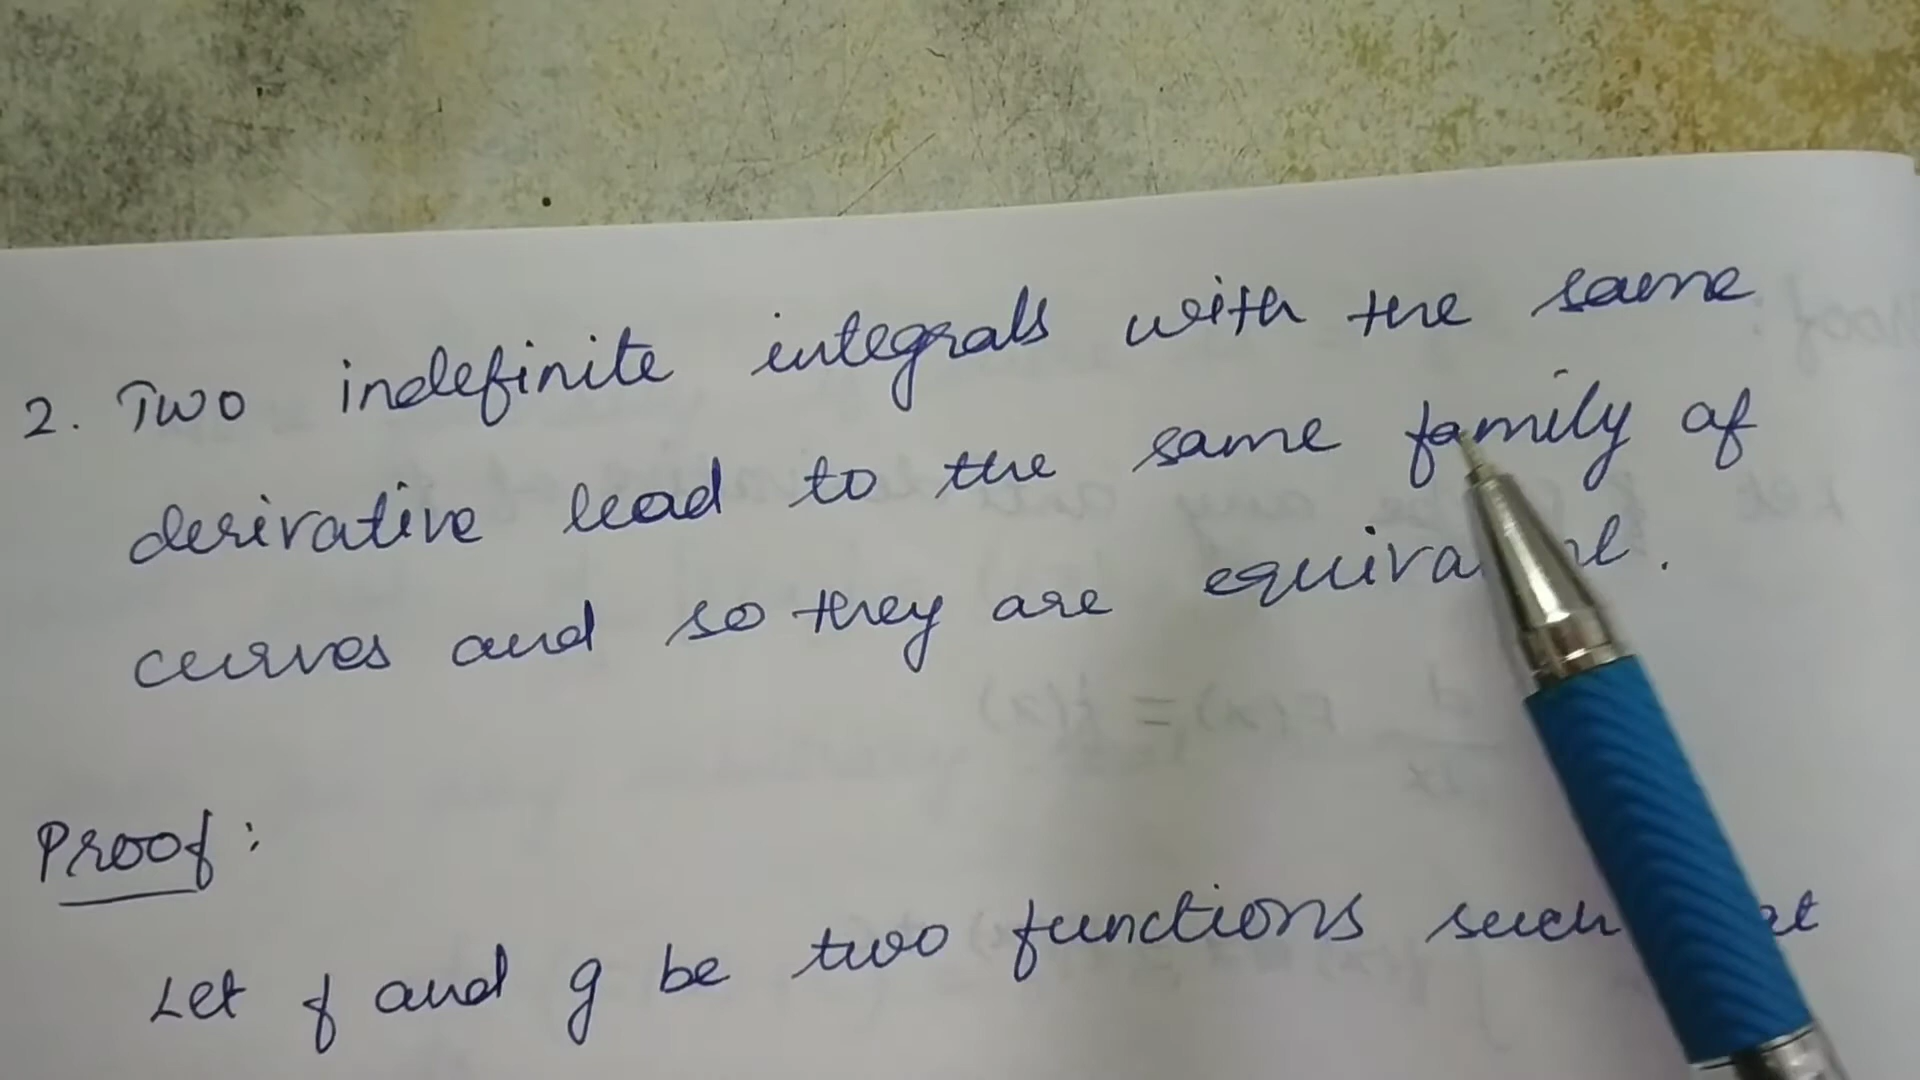 2. Two indefinite integrals with the same
derivative lead to the same family of
curves and so they are
Proof:
Let f and g be two functions